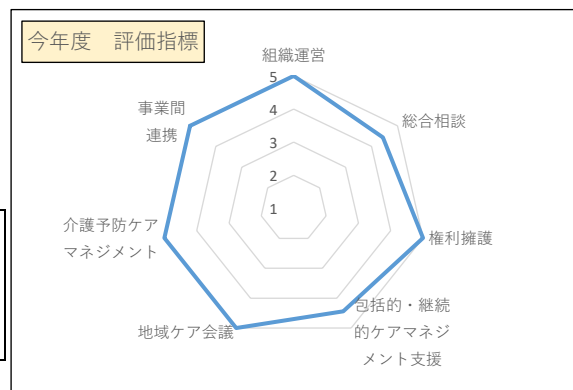 今年度　評価指標
組織運営
5
4
3
2
1
総合相談
権利擁護
包括的・継続
的ケアマネジ
メント支援
地域ケア会議
介護予防ケア
マネジメント
事業間
連携